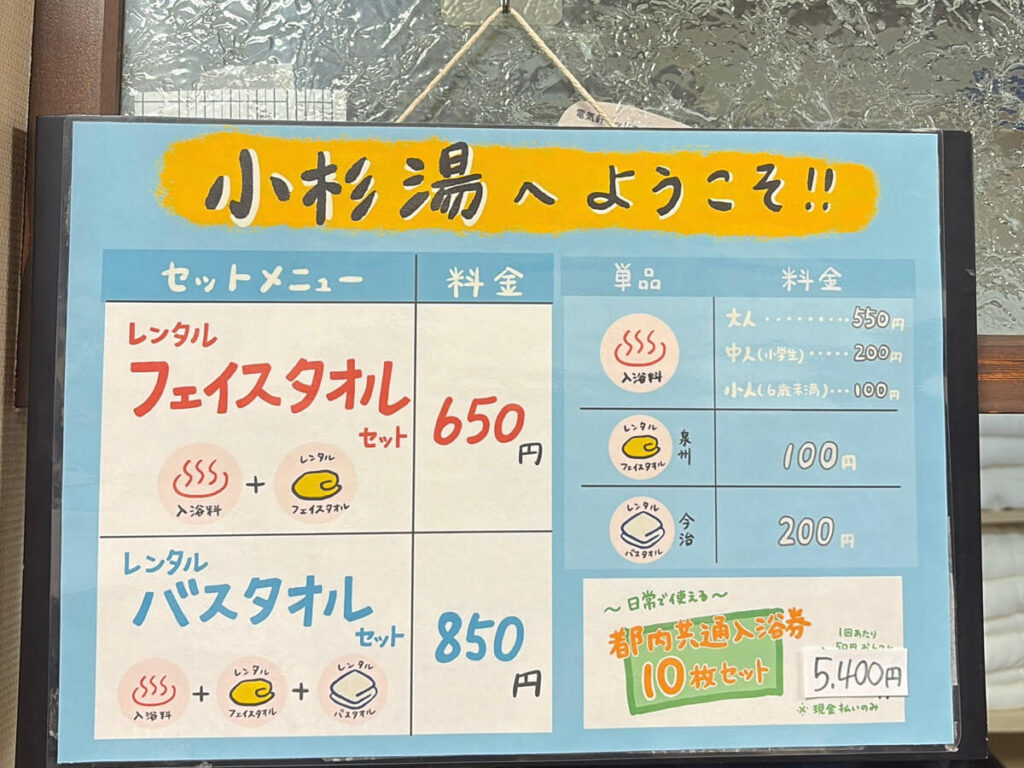 小杉湯へようこそ!!
セットメニュー 料金
レンタル
フェイスタオル
セット
650円
入浴料 + レンタル フェイスタオル
レンタル
バスタオル
セット
850円
入浴料 + レンタル フェイスタオル + レンタル バスタオル
単品 料金
入浴料
大人・・・・・・・・・550円
中人(小学生)・・・・・200円
小人(6歳未満)・・・100円
レンタル フェイスタオル 泉州 100円
レンタル バスタオル 今治 200円
〜日常で使える〜
都内共通入浴券
10枚セット
1回あたり
5.400円
※現金払いのみ